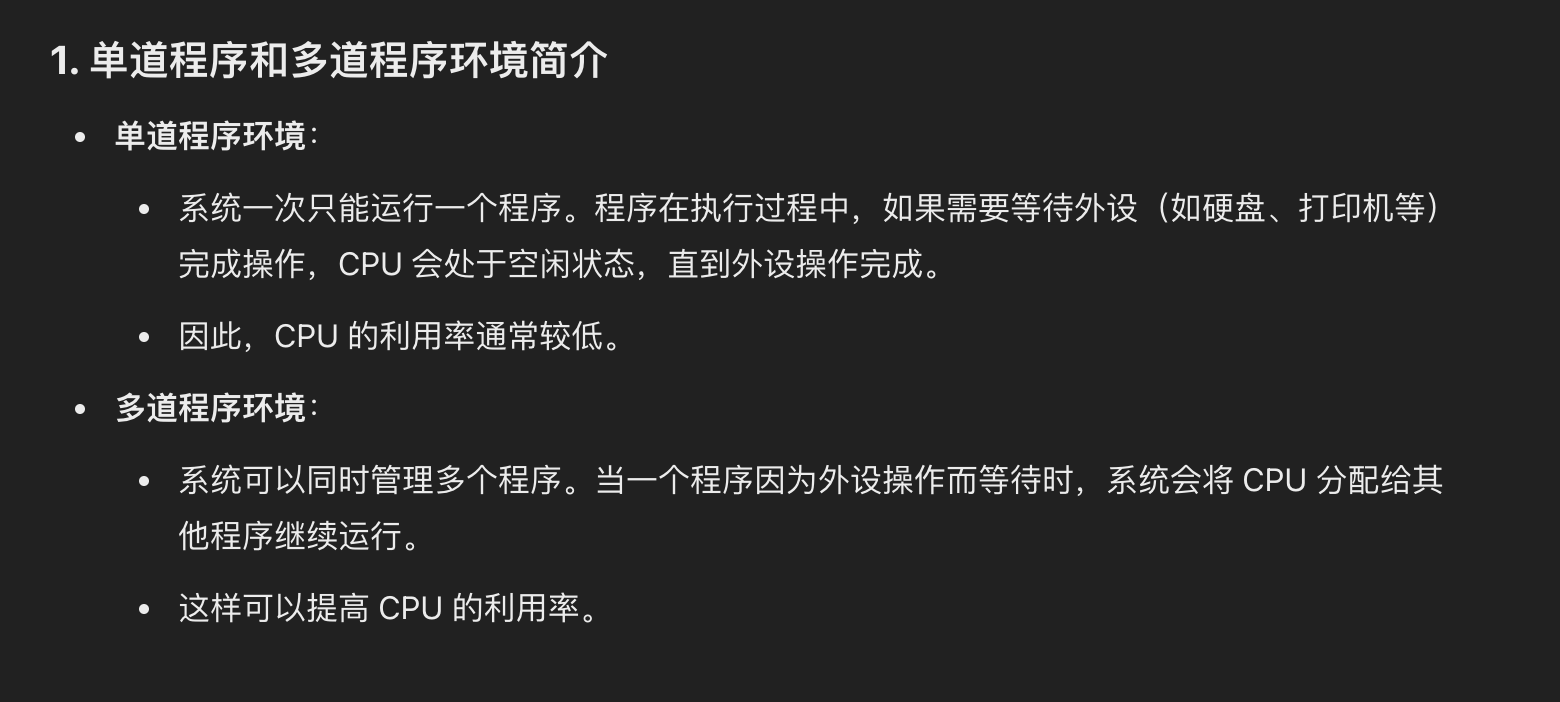 1. 单道程序和多道程序环境简介
• 单道程序环境：
• 系统一次只能运行一个程序。程序在执行过程中，如果需要等待外设（如硬盘、打印机等）
完成操作，CPU 会处于空闲状态，直到外设操作完成。
• 因此，CPU 的利用率通常较低。
• 多道程序环境：
• 系统可以同时管理多个程序。当一个程序因为外设操作而等待时，系统会将 CPU 分配给其
他程序继续运行。
• 这样可以提高 CPU 的利用率。